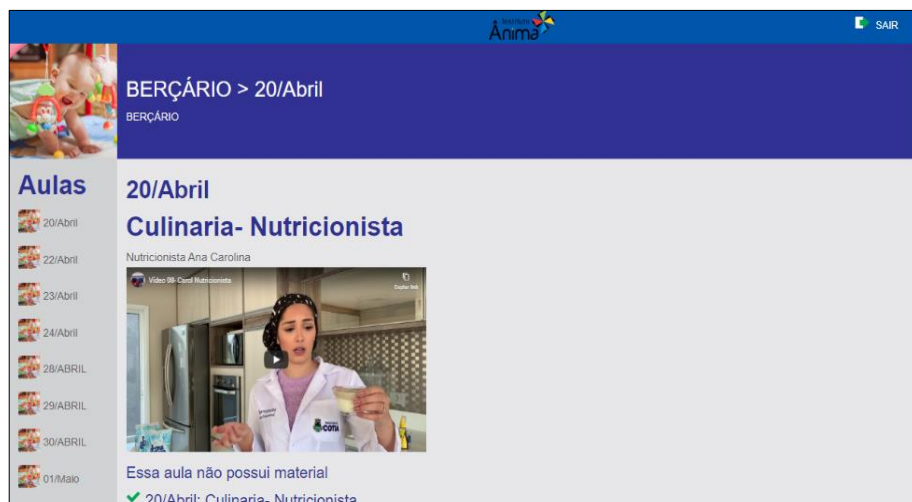 Instituto
Ânima
SAIR
BERÇÁRIO > 20/Abril
BERÇÁRIO
Aulas
20/Abril
22/Abril
23/Abril
24/Abril
28/ABRIL
29/ABRIL
30/ABRIL
01/Maio
20/Abril
Culinaria- Nutricionista
Nutricionista Ana Carolina
Vídeo 08- Carol Nutricionista
Copiar link
COTIA
Essa aula não possui material
20/Abril: Culinaria- Nutricionista